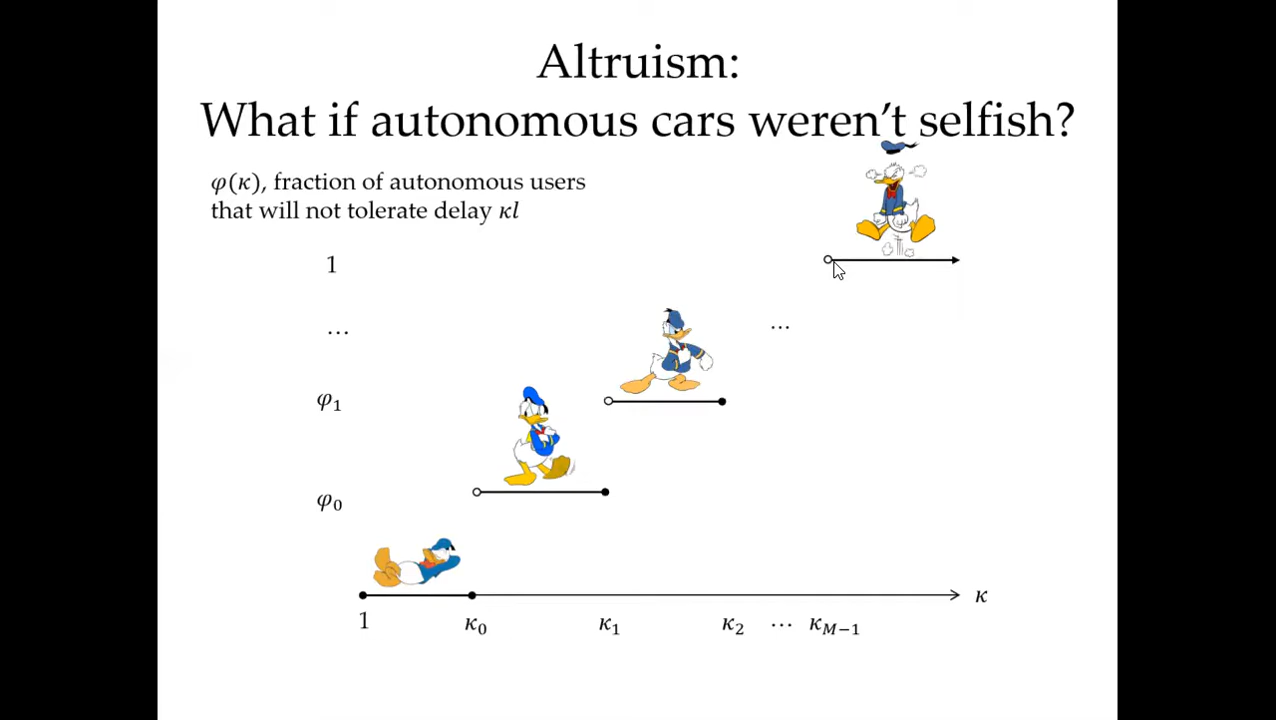 Altruism:
What if autonomous cars weren't selfish?
φ(κ), fraction of autonomous users
that will not tolerate delay κl
1
…
…
φ₁
φ₀
κ
1 κ₀ κ₁ κ₂ … κ_{M−1}